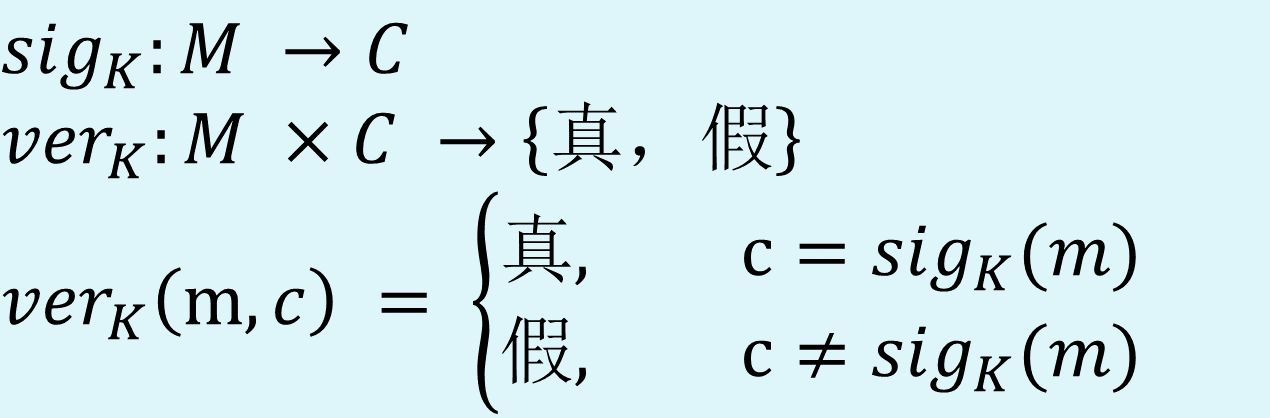 sig_K: M → C
ver_K: M × C → {真，假}
ver_K(m, c) = {真, c = sig_K(m)
假, c ≠ sig_K(m)